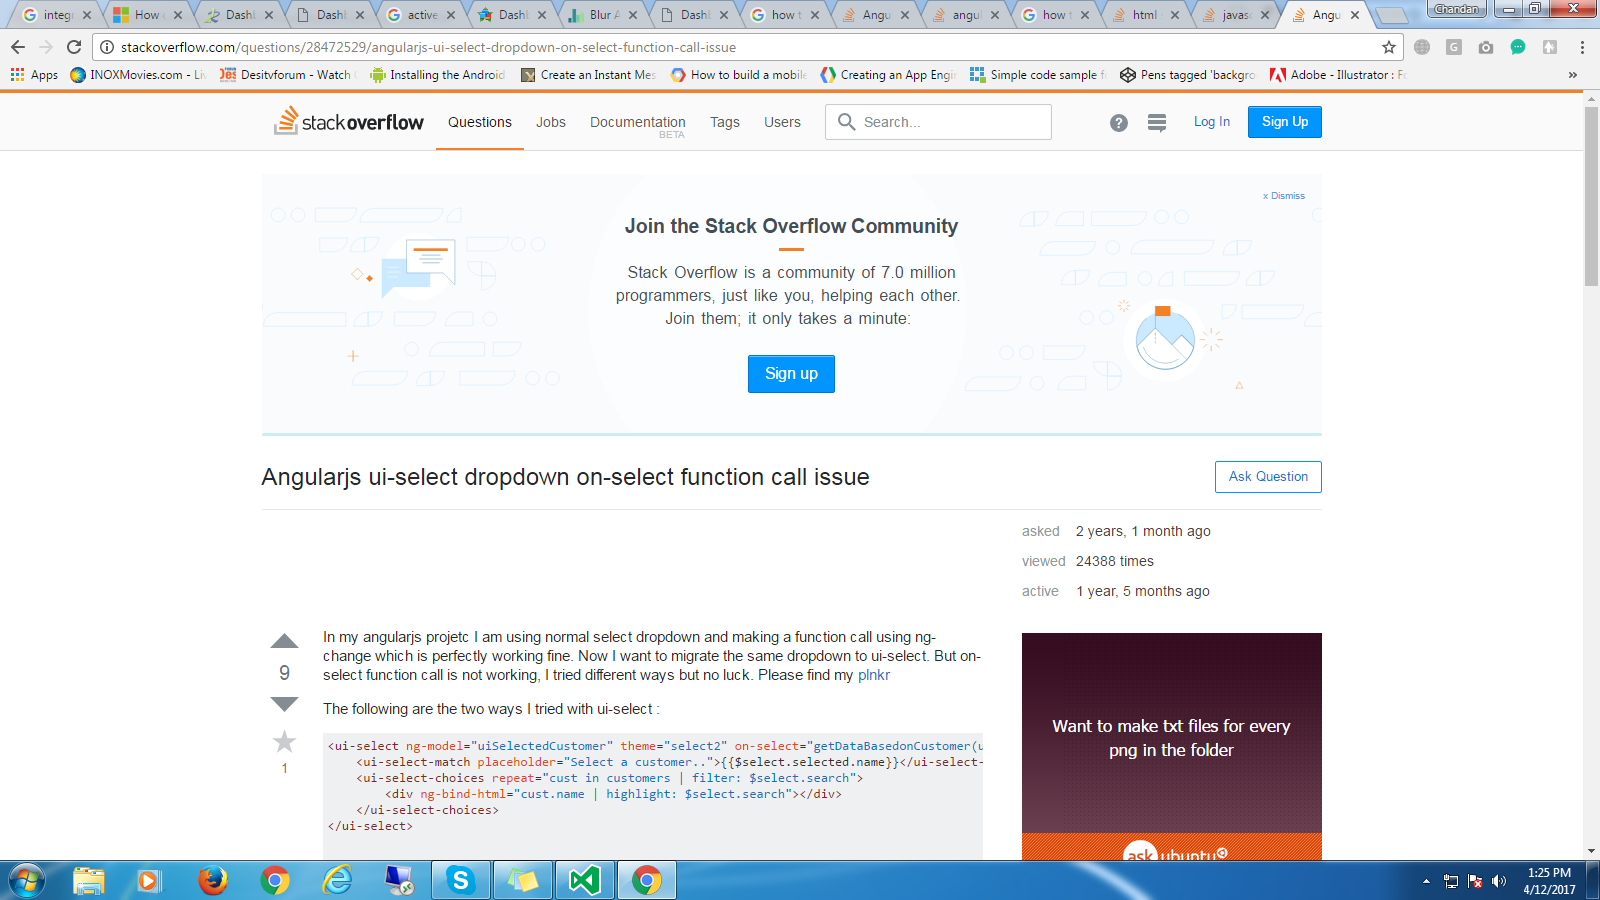 integr
How c
Dashb
Dashb
active
Dashb
Blur A
Dashb
how t
Angu
angul
how t
html
javasc
Angu
Chandan
stackoverflow.com/questions/28472529/angularjs-ui-select-dropdown-on-select-function-call-issue
Apps
INOXMovies.com - Liv
Desitvforum - Watch
Installing the Android
Create an Instant Mes
How to build a mobile
Creating an App Engi
Simple code sample f
Pens tagged 'backgro
Adobe - Illustrator : Fo
»
stackoverflow
Questions
Jobs
Documentation
BETA
Tags
Users
Search...
Log In
Sign Up
x Dismiss
Join the Stack Overflow Community
Stack Overflow is a community of 7.0 million
programmers, just like you, helping each other.
Join them; it only takes a minute:
Sign up
Angularjs ui-select dropdown on-select function call issue
Ask Question
asked 2 years, 1 month ago
viewed 24388 times
active 1 year, 5 months ago
9
1
In my angularjs projetc I am using normal select dropdown and making a function call using ng-
change which is perfectly working fine. Now I want to migrate the same dropdown to ui-select. But on-
select function call is not working, I tried different ways but no luck. Please find my plnkr
The following are the two ways I tried with ui-select :
<ui-select ng-model="uiSelectedCustomer" theme="select2" on-select="getDataBasedonCustomer(u
<ui-select-match placeholder="Select a customer..">{{$select.selected.name}}</ui-select-
<ui-select-choices repeat="cust in customers | filter: $select.search">
<div ng-bind-html="cust.name | highlight: $select.search"></div>
</ui-select-choices>
</ui-select>
Want to make txt files for every
png in the folder
ask ubuntu
1:25 PM
4/12/2017